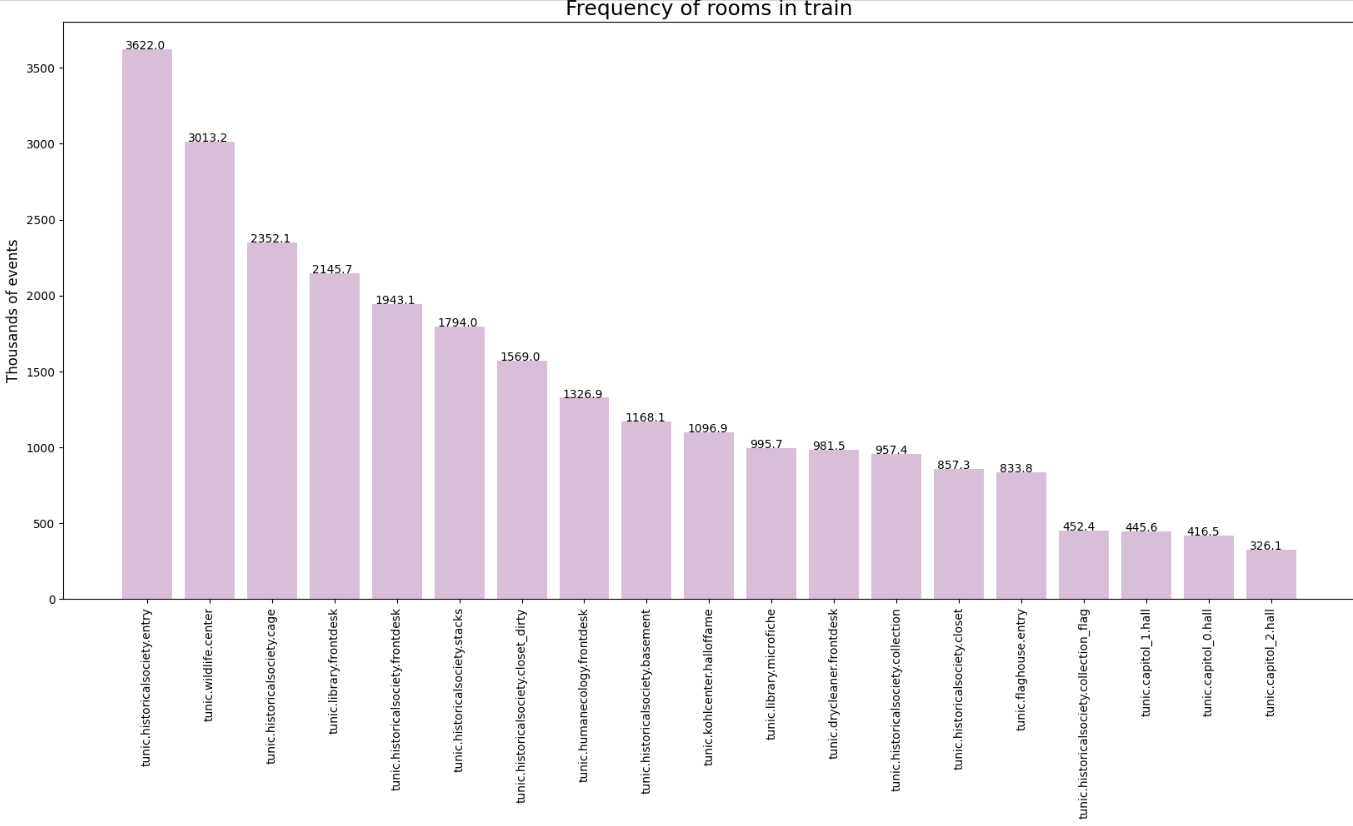 Frequency of rooms in train
Thousands of events
3500
3000
2500
2000
1500
1000
500
0
3622.0
3013.2
2352.1
2145.7
1943.1
1794.0
1569.0
1326.9
1168.1
1096.9
995.7
981.5
957.4
857.3
833.8
452.4
445.6
416.5
326.1
tunic.historicalsociety.entry
tunic.wildlife.center
tunic.historicalsociety.cage
tunic.library.frontdesk
tunic.historicalsociety.frontdesk
tunic.historicalsociety.stacks
tunic.historicalsociety.closet_dirty
tunic.humanecology.frontdesk
tunic.historicalsociety.basement
tunic.kohlcenter.halloffame
tunic.library.microfiche
tunic.drycleaner.frontdesk
tunic.historicalsociety.collection
tunic.historicalsociety.closet
tunic.flaghouse.entry
tunic.historicalsociety.collection_flag
tunic.capitol_1.hall
tunic.capitol_0.hall
tunic.capitol_2.hall